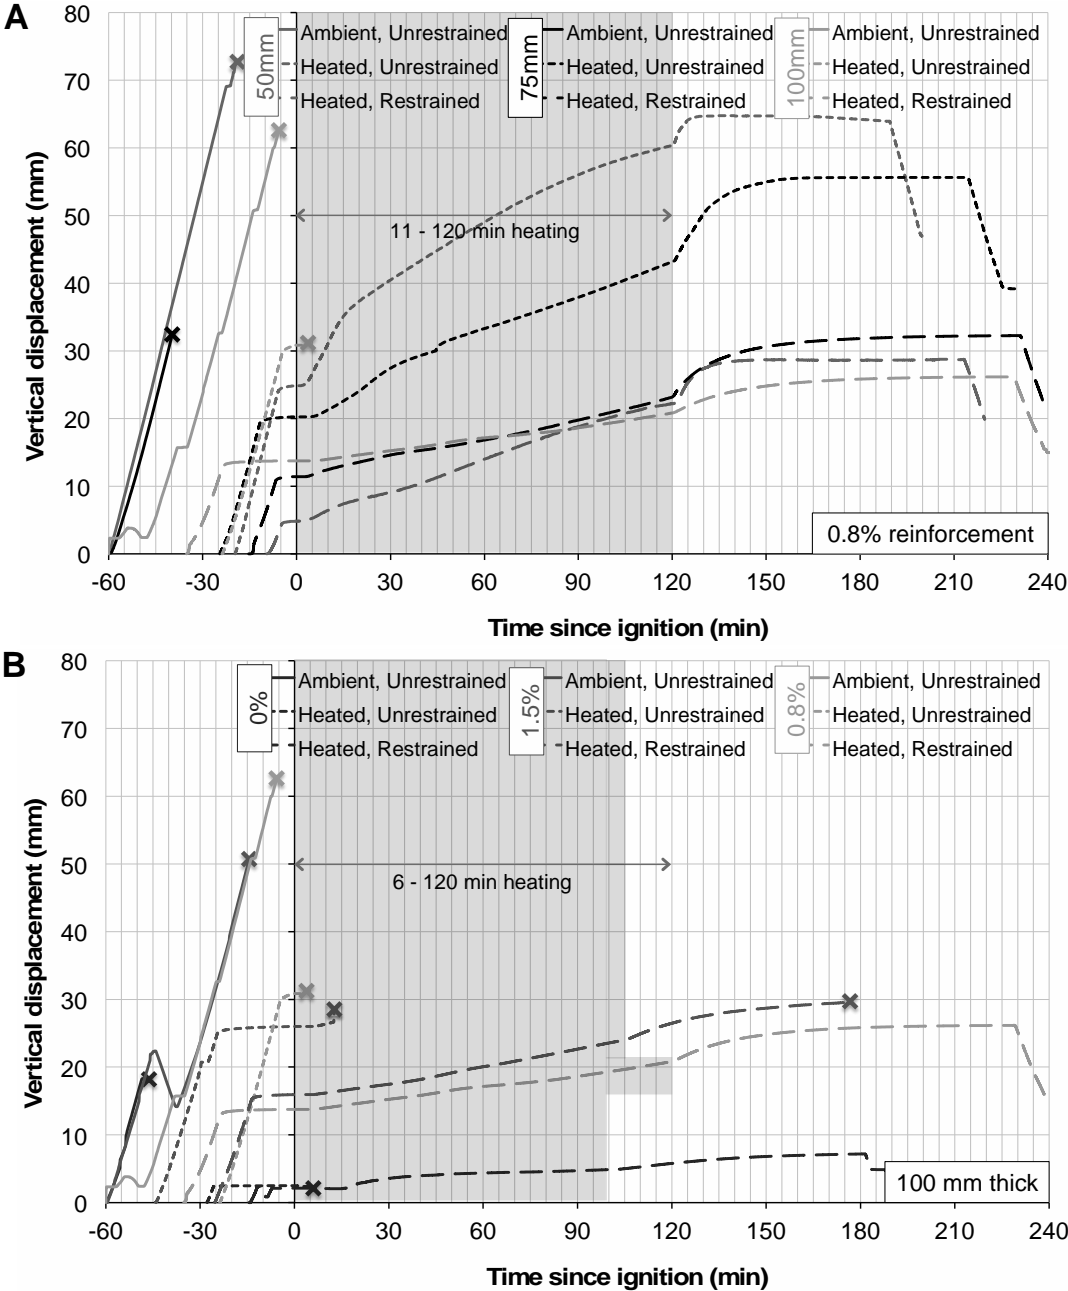 A
80
70
60
50
40
30
20
10
0
Vertical displacement (mm)
50mm
Ambient, Unrestrained
Heated, Unrestrained
Heated, Restrained
75mm
Ambient, Unrestrained
Heated, Unrestrained
Heated, Restrained
100mm
Ambient, Unrestrained
Heated, Unrestrained
Heated, Restrained
11 - 120 min heating
0.8% reinforcement
-60 -30 0 30 60 90 120 150 180 210 240
Time since ignition (min)
B
80
70
60
50
40
30
20
10
0
Vertical displacement (mm)
0%
Ambient, Unrestrained
Heated, Unrestrained
Heated, Restrained
1.5%
Ambient, Unrestrained
Heated, Unrestrained
Heated, Restrained
0.8%
Ambient, Unrestrained
Heated, Unrestrained
Heated, Restrained
6 - 120 min heating
100 mm thick
-60 -30 0 30 60 90 120 150 180 210 240
Time since ignition (min)